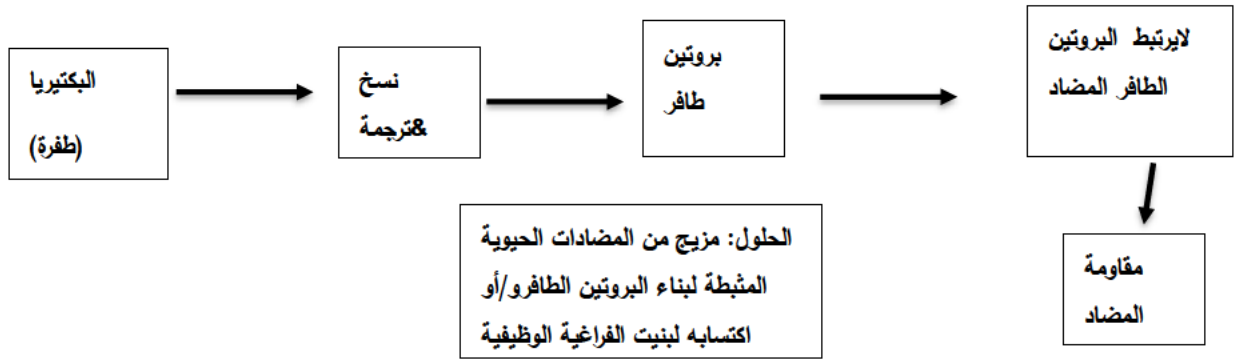 البكتيريا
(طفرة)
نسخ
&ترجمة
بروتين
طافر
لايرتبط البروتين
الطافر المضاد
مقاومة
المضاد
الحلول: مزيج من المضادات الحيوية
المثبطة لبناء البروتين الطافرو/أو
اكتسابه لبنيت الفراغية الوظيفية